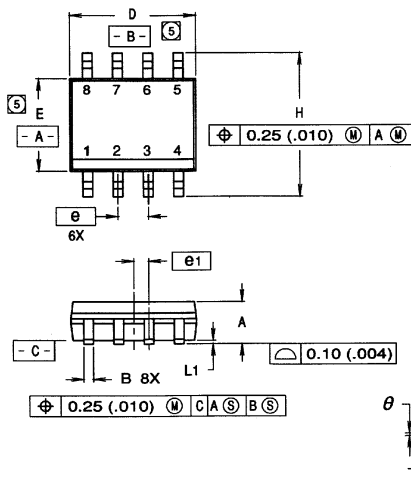 D
- B -
5
8 7 6 5
5
E
- A -
H
⌖ 0.25 (.010) Ⓜ A Ⓜ
1 2 3 4
e
6X
e1
A
- C -
L1
⌓ 0.10 (.004)
B 8X
⌖ 0.25 (.010) Ⓜ C A Ⓢ B Ⓢ
θ